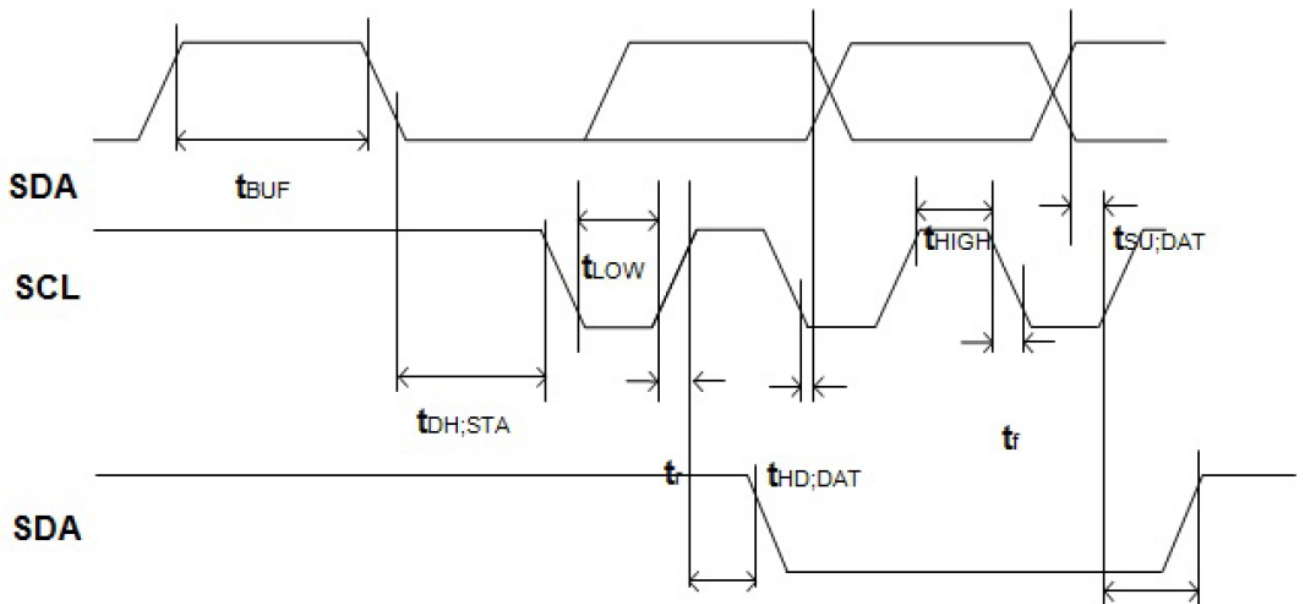 SDA
tBUF
SCL
tLOW
tHIGH
tSU;DAT
tDH;STA
tr
tHD;DAT
tf
SDA